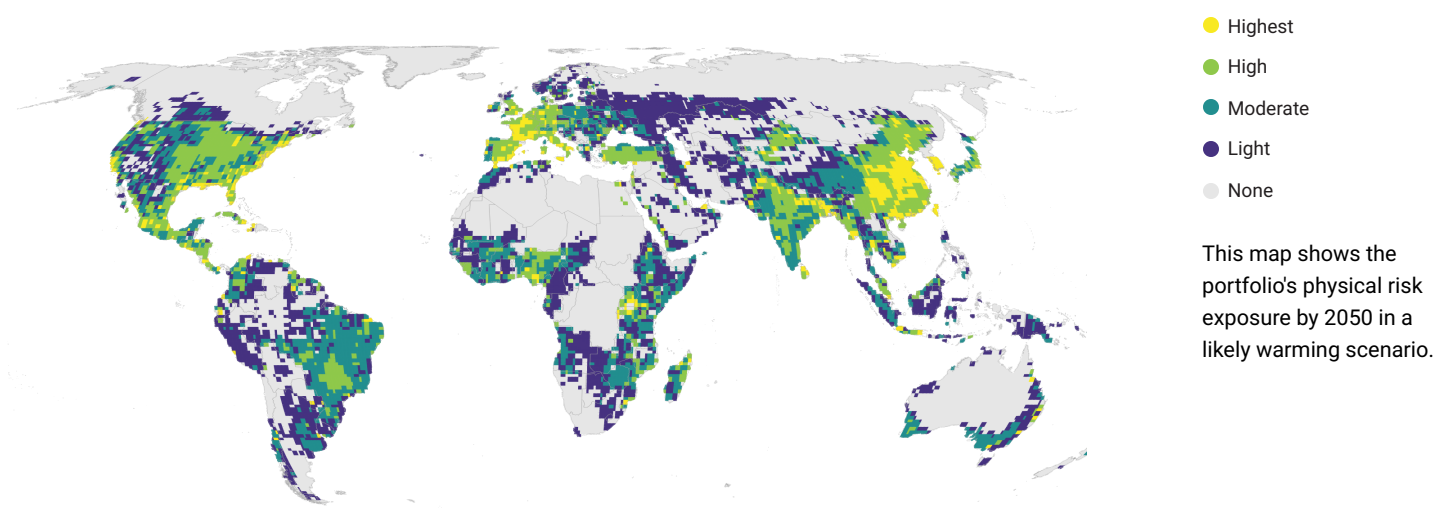 Highest
High
Moderate
Light
None
This map shows the
portfolio's physical risk
exposure by 2050 in a
likely warming scenario.